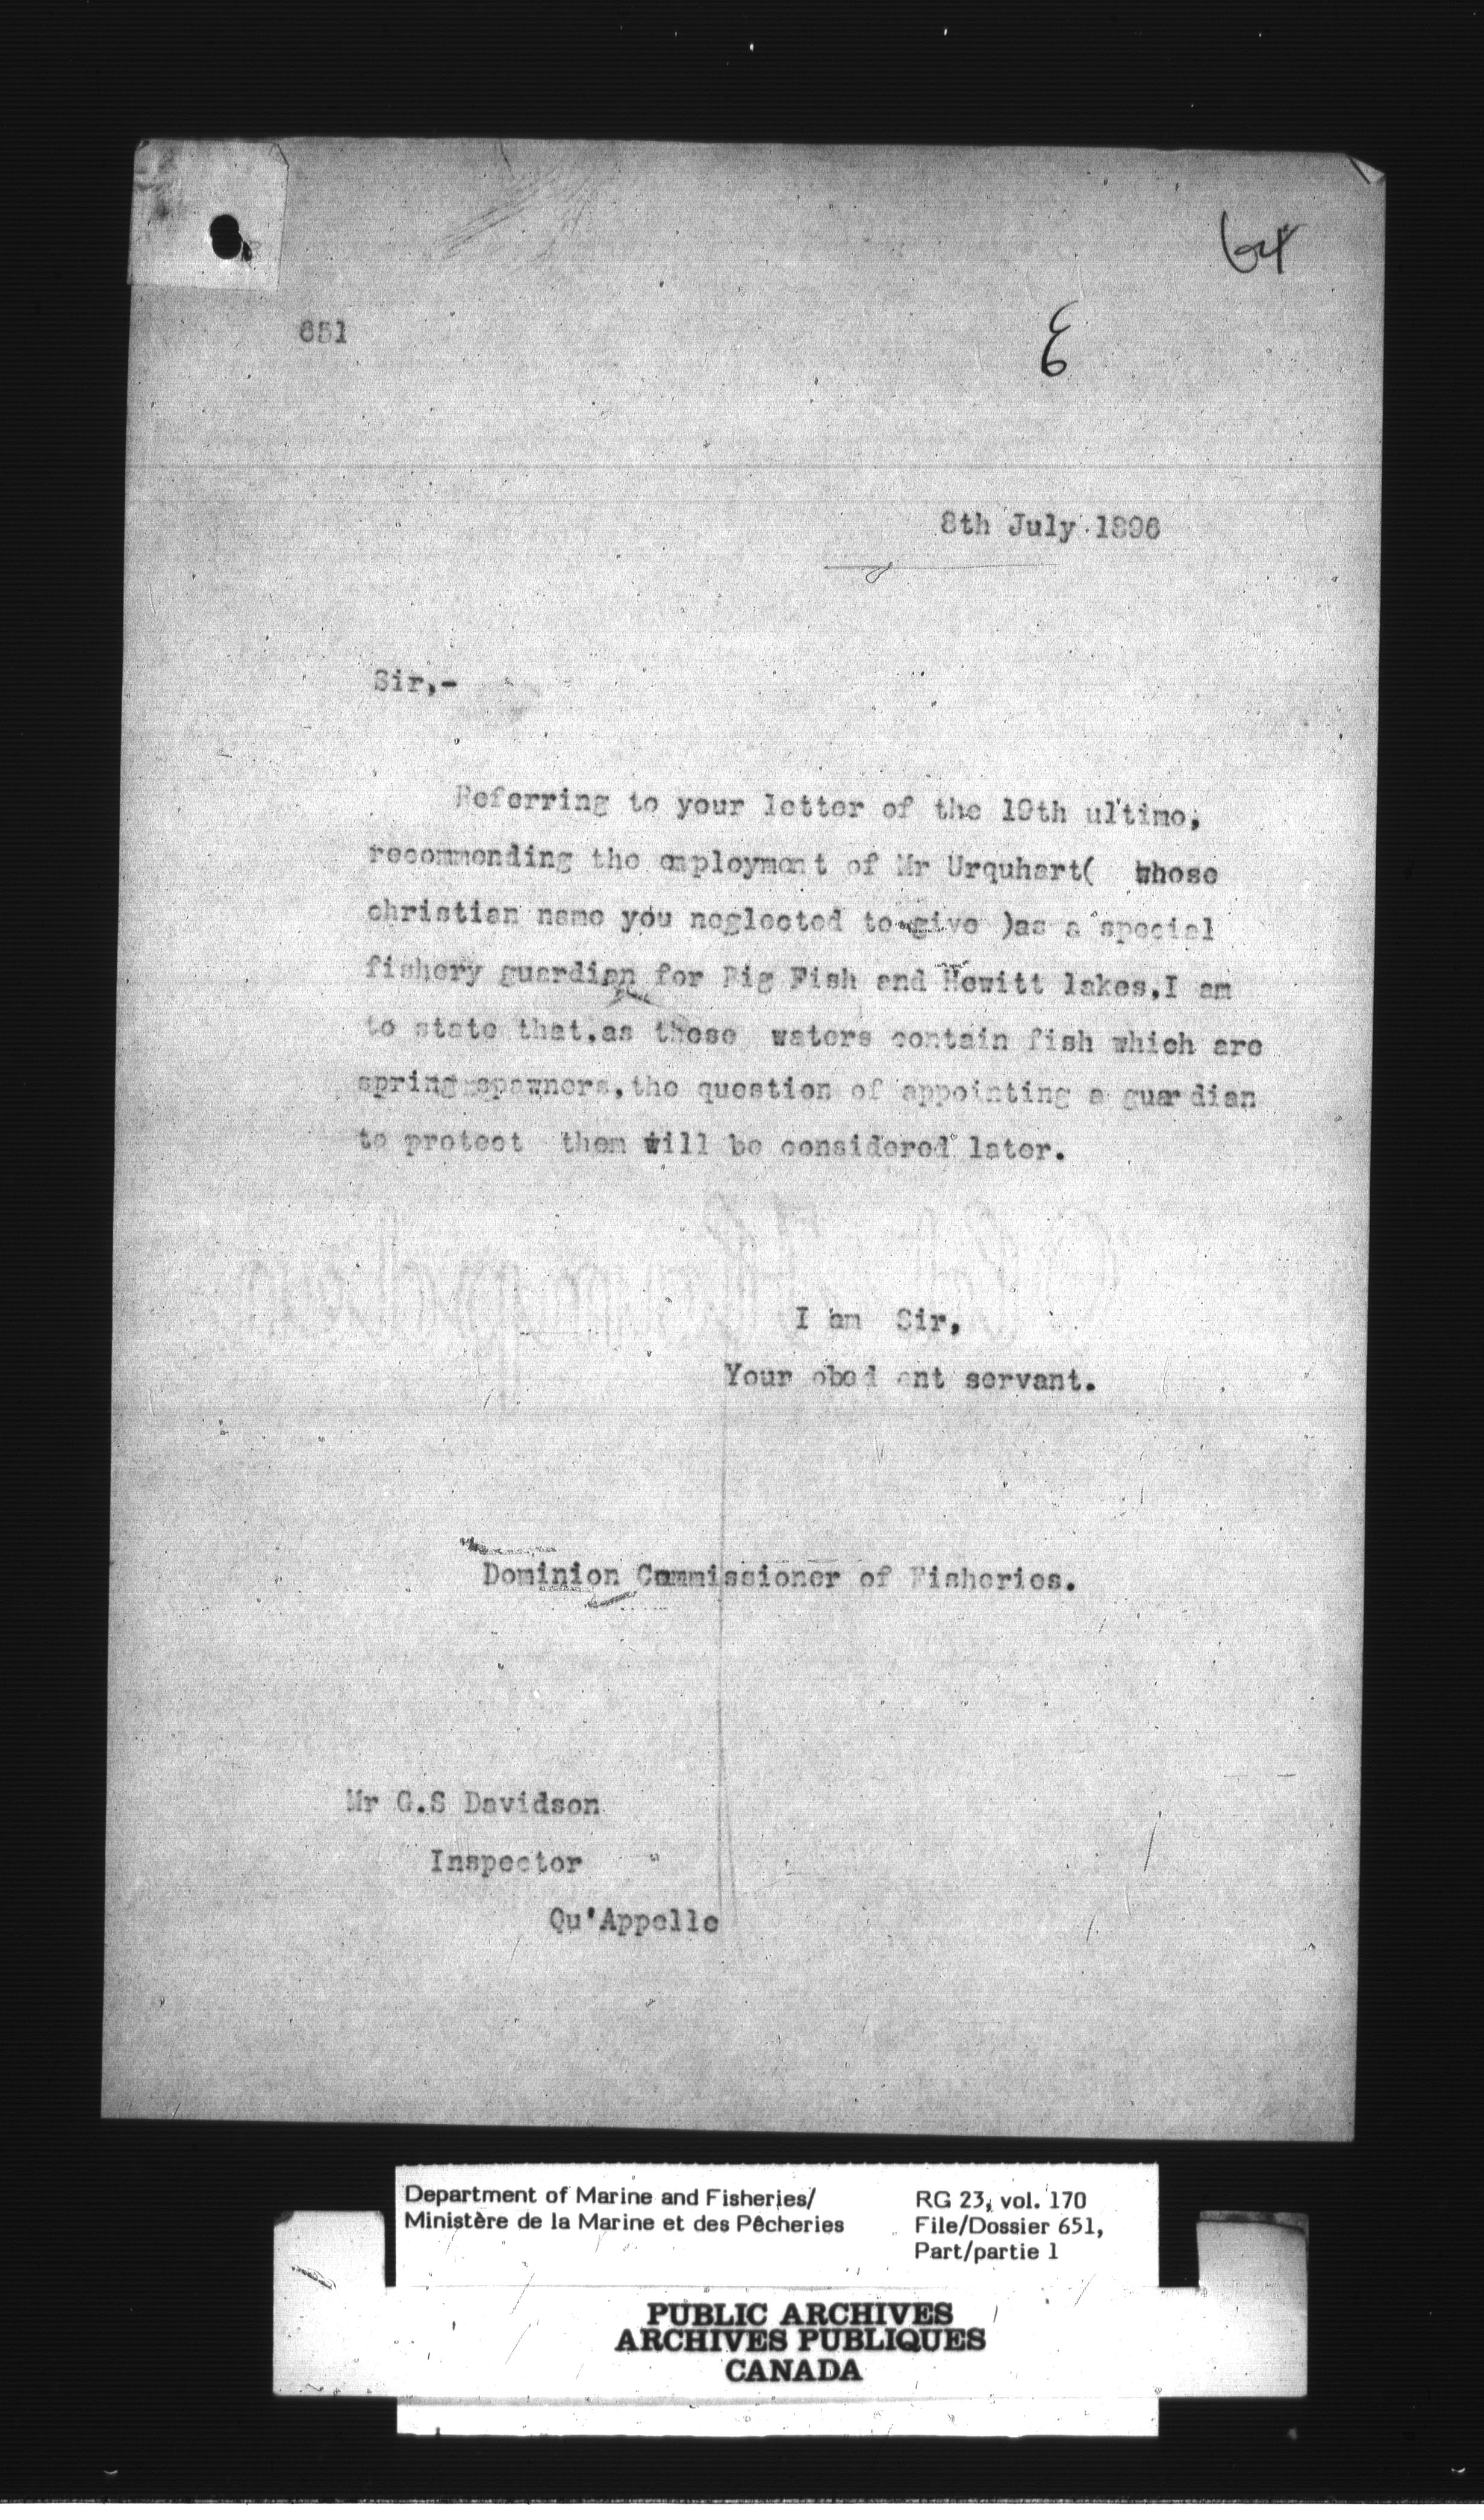 64
651
E
8th July 1896
Sir,-
Referring to your letter of the 19th ultimo,
recommending the employment of Mr Urquhart( whose
christian name you neglected to give )as a special
fishery guardian for Big Fish and Hewitt lakes.I am
to state that.as these waters contain fish which are
spring spawners,the question of appointing a guardian
to protect them will be considered later.
I am Sir,
Your obed ent servant.
Dominion Commissioner of Fisheries.
Mr G.S Davidson
Inspector
Qu'Appelle
Department of Marine and Fisheries/
Ministère de la Marine et des Pêcheries
RG 23, vol. 170
File/Dossier 651,
Part/partie 1
PUBLIC ARCHIVES
ARCHIVES PUBLIQUES
CANADA